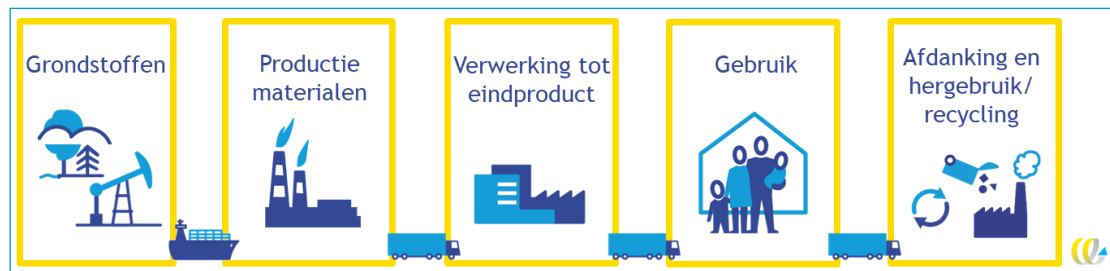 Grondstoffen
Productie
materialen
Verwerking tot
eindproduct
Gebruik
Afdanking en
hergebruik/
recycling